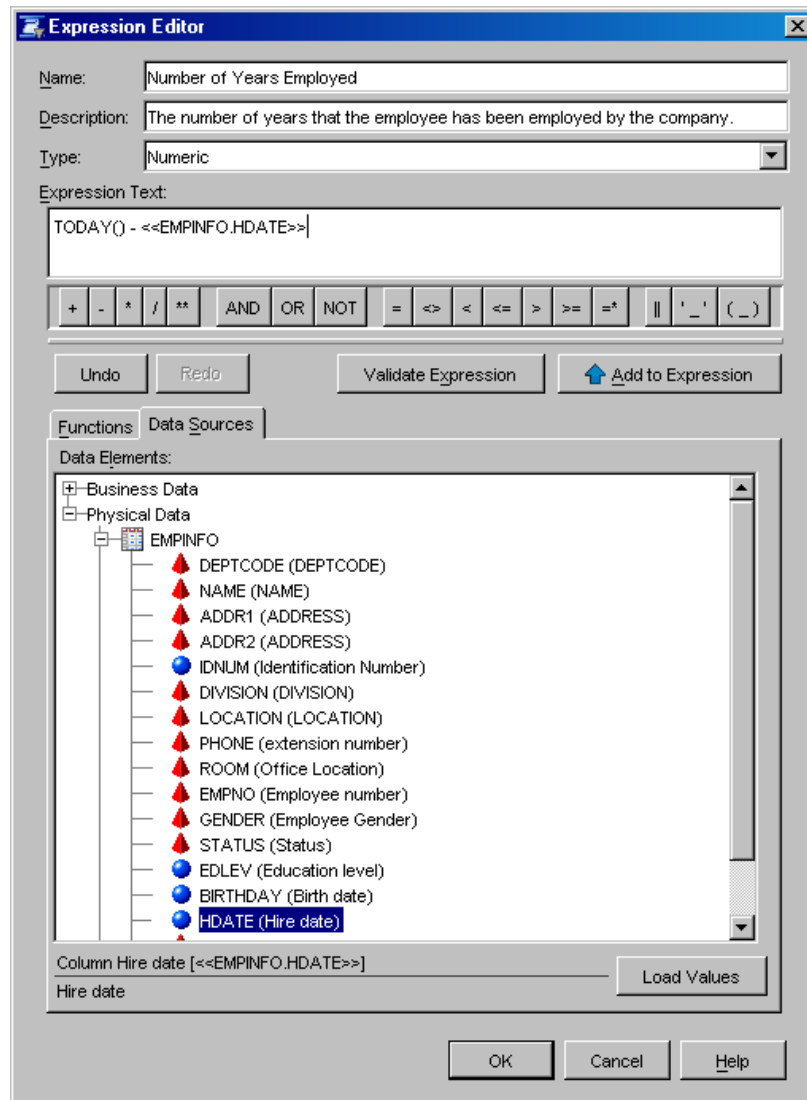 Expression Editor
Name: Number of Years Employed
Description: The number of years that the employee has been employed by the company.
Type: Numeric
Expression Text:
TODAY() - <<EMPINFO.HDATE>>
+ - * / ** AND OR NOT = <> < <= > >= =* || '_' (_)
Undo Redo Validate Expression Add to Expression
Functions Data Sources
Data Elements:
Business Data
Physical Data
EMPINFO
DEPTCODE (DEPTCODE)
NAME (NAME)
ADDR1 (ADDRESS)
ADDR2 (ADDRESS)
IDNUM (Identification Number)
DIVISION (DIVISION)
LOCATION (LOCATION)
PHONE (extension number)
ROOM (Office Location)
EMPNO (Employee number)
GENDER (Employee Gender)
STATUS (Status)
EDLEV (Education level)
BIRTHDAY (Birth date)
HDATE (Hire date)
Column Hire date [<<EMPINFO.HDATE>>]
Load Values
Hire date
OK Cancel Help